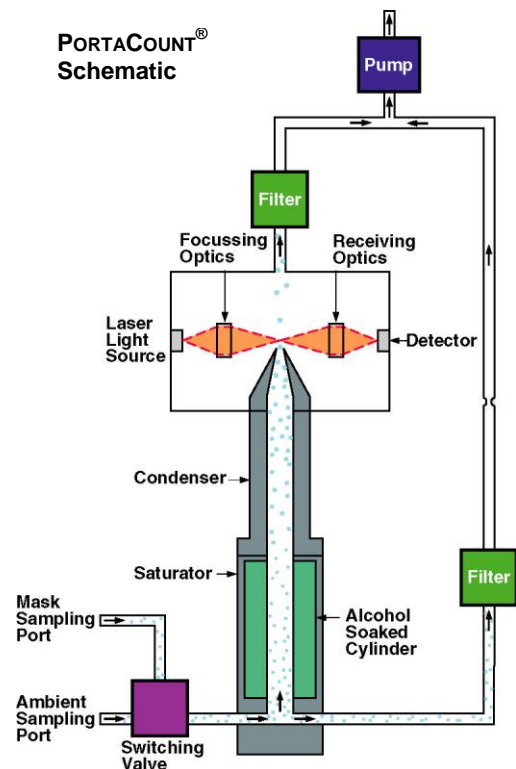 PORTACOUNT®
Schematic
Pump
Filter
Focussing
Optics
Receiving
Optics
Laser
Light
Source
Detector
Condenser
Saturator
Filter
Mask
Sampling
Port
Alcohol
Soaked
Cylinder
Ambient
Sampling
Port
Switching
Valve